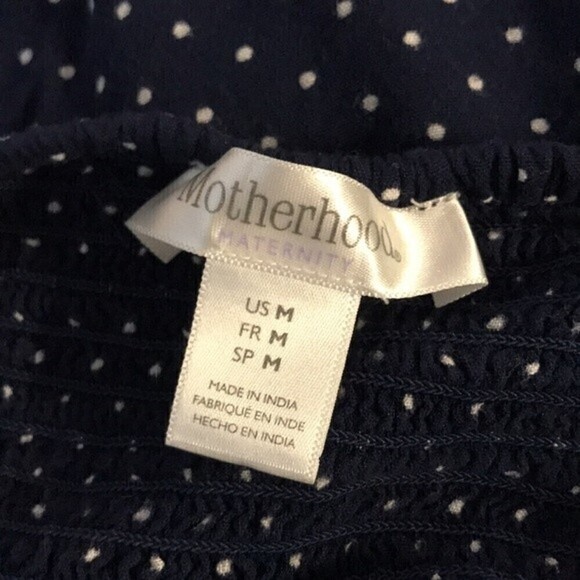 Motherhood®
MATERNITY
US M
FR M
SP M
MADE IN INDIA
FABRIQUÉ EN INDE
HECHO EN INDIA